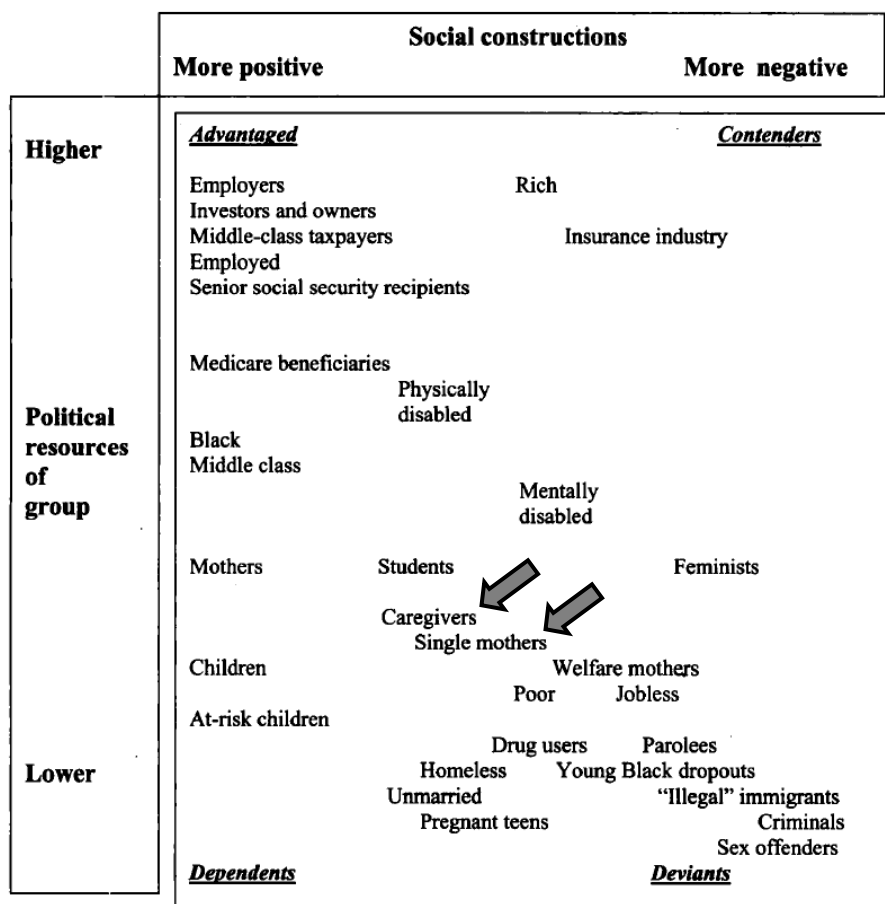 Social constructions
More positive More negative
Higher
Advantaged Contenders
Employers Rich
Investors and owners
Middle-class taxpayers Insurance industry
Employed
Senior social security recipients
Medicare beneficiaries
Physically
disabled
Political
resources
of
group
Black
Middle class
Mentally
disabled
Mothers Students Feminists
Caregivers
Single mothers
Children Welfare mothers
Poor Jobless
At-risk children
Drug users Parolees
Lower
Homeless Young Black dropouts
Unmarried "Illegal" immigrants
Pregnant teens Criminals
Sex offenders
Dependents Deviants